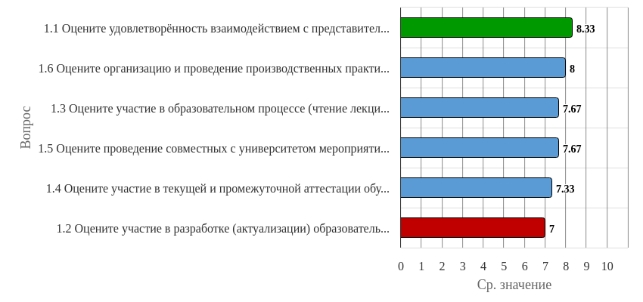 1.1 Оцените удовлетворённость взаимодействием с представител... 8.33
1.6 Оцените организацию и проведение производственных практи... 8
1.3 Оцените участие в образовательном процессе (чтение лекци... 7.67
1.5 Оцените проведение совместных с университетом мероприяти... 7.67
1.4 Оцените участие в текущей и промежуточной аттестации обу... 7.33
1.2 Оцените участие в разработке (актуализации) образователь... 7
Вопрос
0 1 2 3 4 5 6 7 8 9 10
Ср. значение